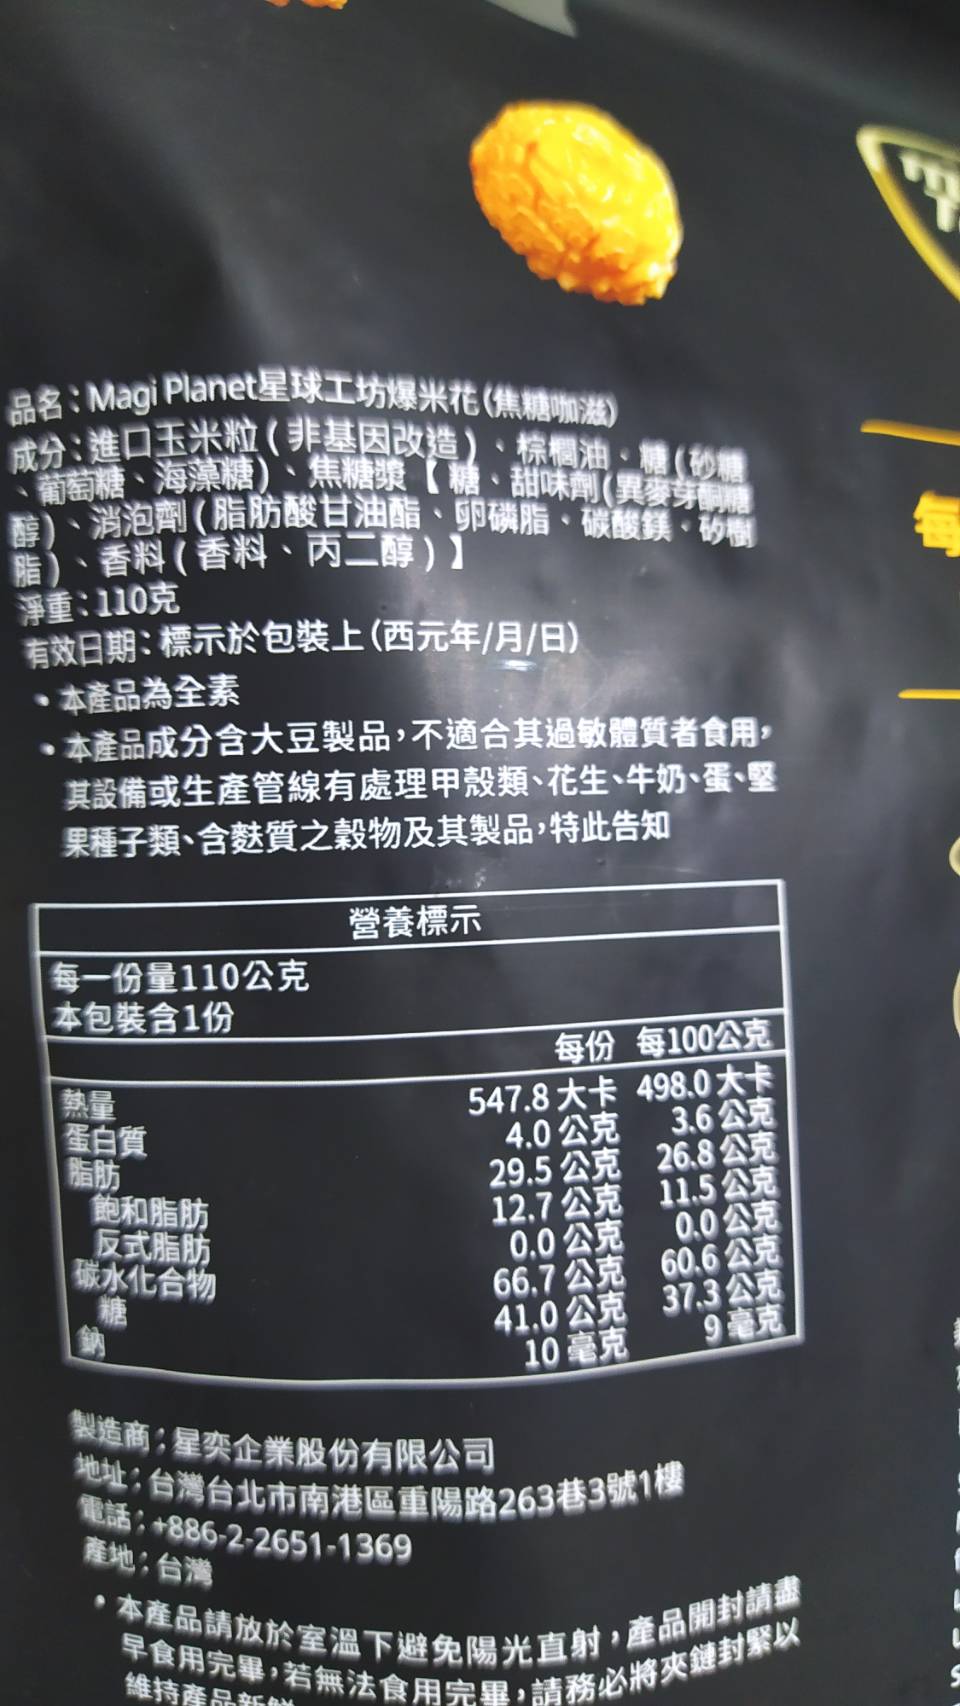 品名：Magi Planet星球工坊爆米花(焦糖咖滋)
成分：進口玉米粒(非基因改造)、棕櫚油、糖(砂糖
、葡萄糖、海藻糖)、焦糖漿【糖、甜味劑(異麥芽酮糖
醇)、消泡劑(脂肪酸甘油酯、卵磷脂、碳酸鎂、矽樹
脂)、香料(香料、丙二醇)】
淨重：110克
有效日期：標示於包裝上(西元年/月/日)
・本產品為全素
・本產品成分含大豆製品，不適合其過敏體質者食用，
其設備或生產管線有處理甲殼類、花生、牛奶、蛋、堅
果種子類、含麩質之穀物及其製品，特此告知
營養標示
每一份量110公克
本包裝含1份
每份 每100公克
熱量 547.8大卡 498.0大卡
蛋白質 4.0公克 3.6公克
脂肪 29.5公克 26.8公克
飽和脂肪 12.7公克 11.5公克
反式脂肪 0.0公克 0.0公克
碳水化合物 66.7公克 60.6公克
糖 41.0公克 37.3公克
鈉 10毫克 9毫克
製造商：星奕企業股份有限公司
地址：台灣台北市南港區重陽路263巷3號1樓
電話：+886-2-2651-1369
產地：台灣
・本產品請放於室溫下避免陽光直射，產品開封請盡
早食用完畢，若無法食用完畢，請務必將夾鏈封緊以
維持產品新鮮
每